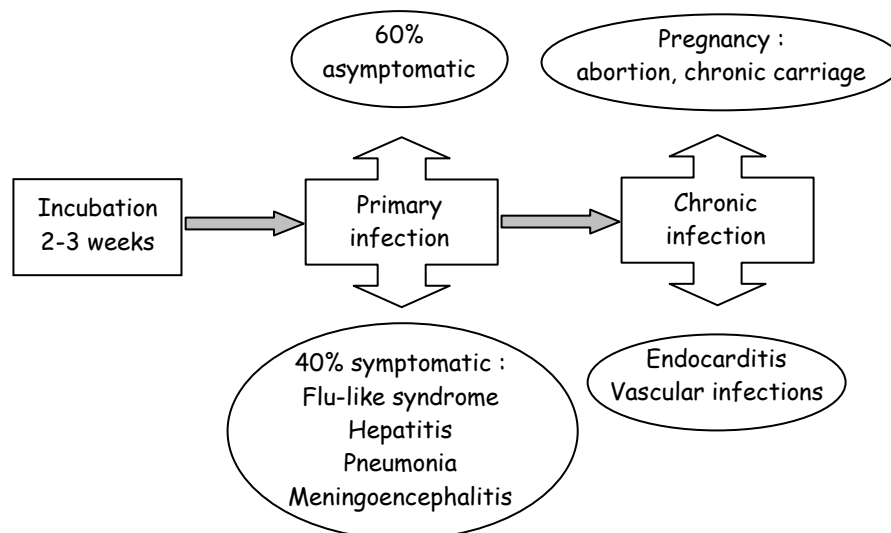 60%
asymptomatic
Pregnancy :
abortion, chronic carriage
Incubation
2-3 weeks
Primary
infection
Chronic
infection
40% symptomatic :
Flu-like syndrome
Hepatitis
Pneumonia
Meningoencephalitis
Endocarditis
Vascular infections